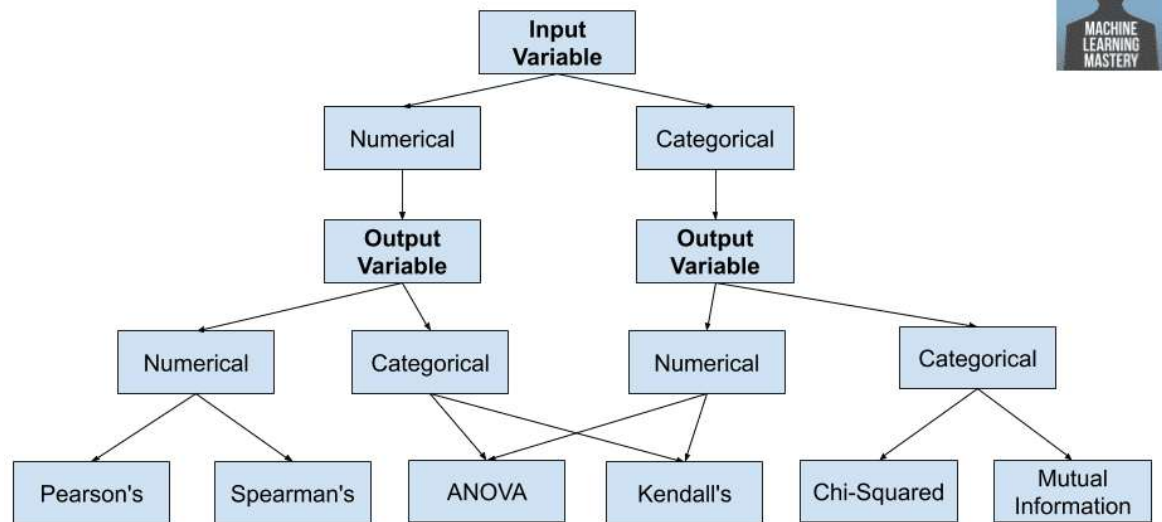 Input
Variable
MACHINE
LEARNING
MASTERY
Numerical
Categorical
Output
Variable
Output
Variable
Numerical
Categorical
Numerical
Categorical
Pearson's
Spearman's
ANOVA
Kendall's
Chi-Squared
Mutual
Information